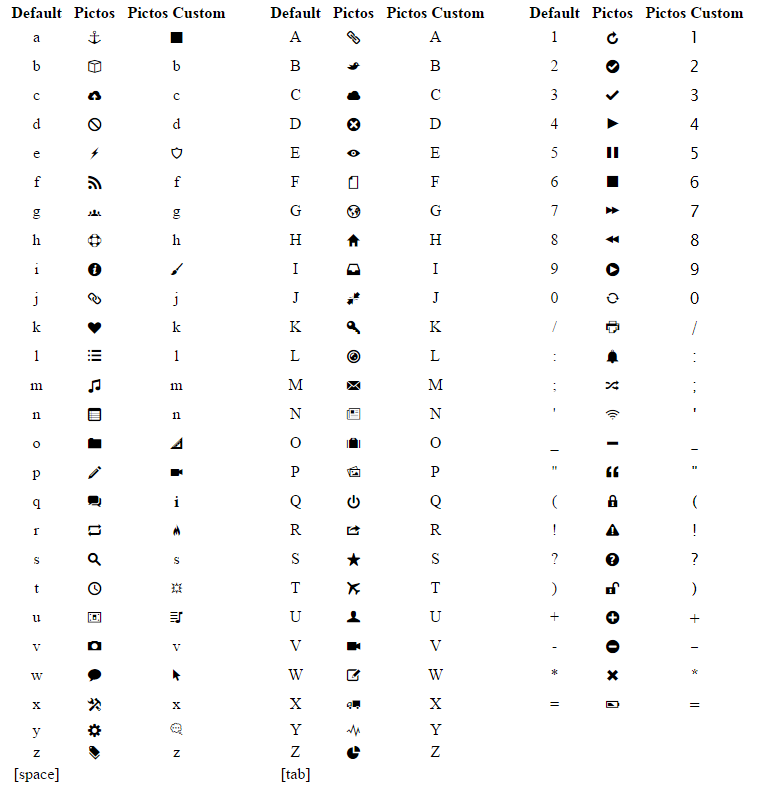 Default Pictos Pictos Custom Default Pictos Pictos Custom Default Pictos Pictos Custom
a A A 1 1
b b B B 2 2
c c C C 3 3
d d D D 4 4
e E E 5 5
f f F F 6 6
g g G G 7 7
h h H H 8 8
i I I 9 9
j j J J 0 0
k k K K / /
l l L L : :
m m M M ; ;
n n N N ' '
o O O _ _
p P P " "
q i Q Q ( (
r R R ! !
s s S S ? ?
t T T ) )
u U U + +
v v V V - -
w W W * *
x x X X = =
y Y Y
z z Z Z
[space] [tab]